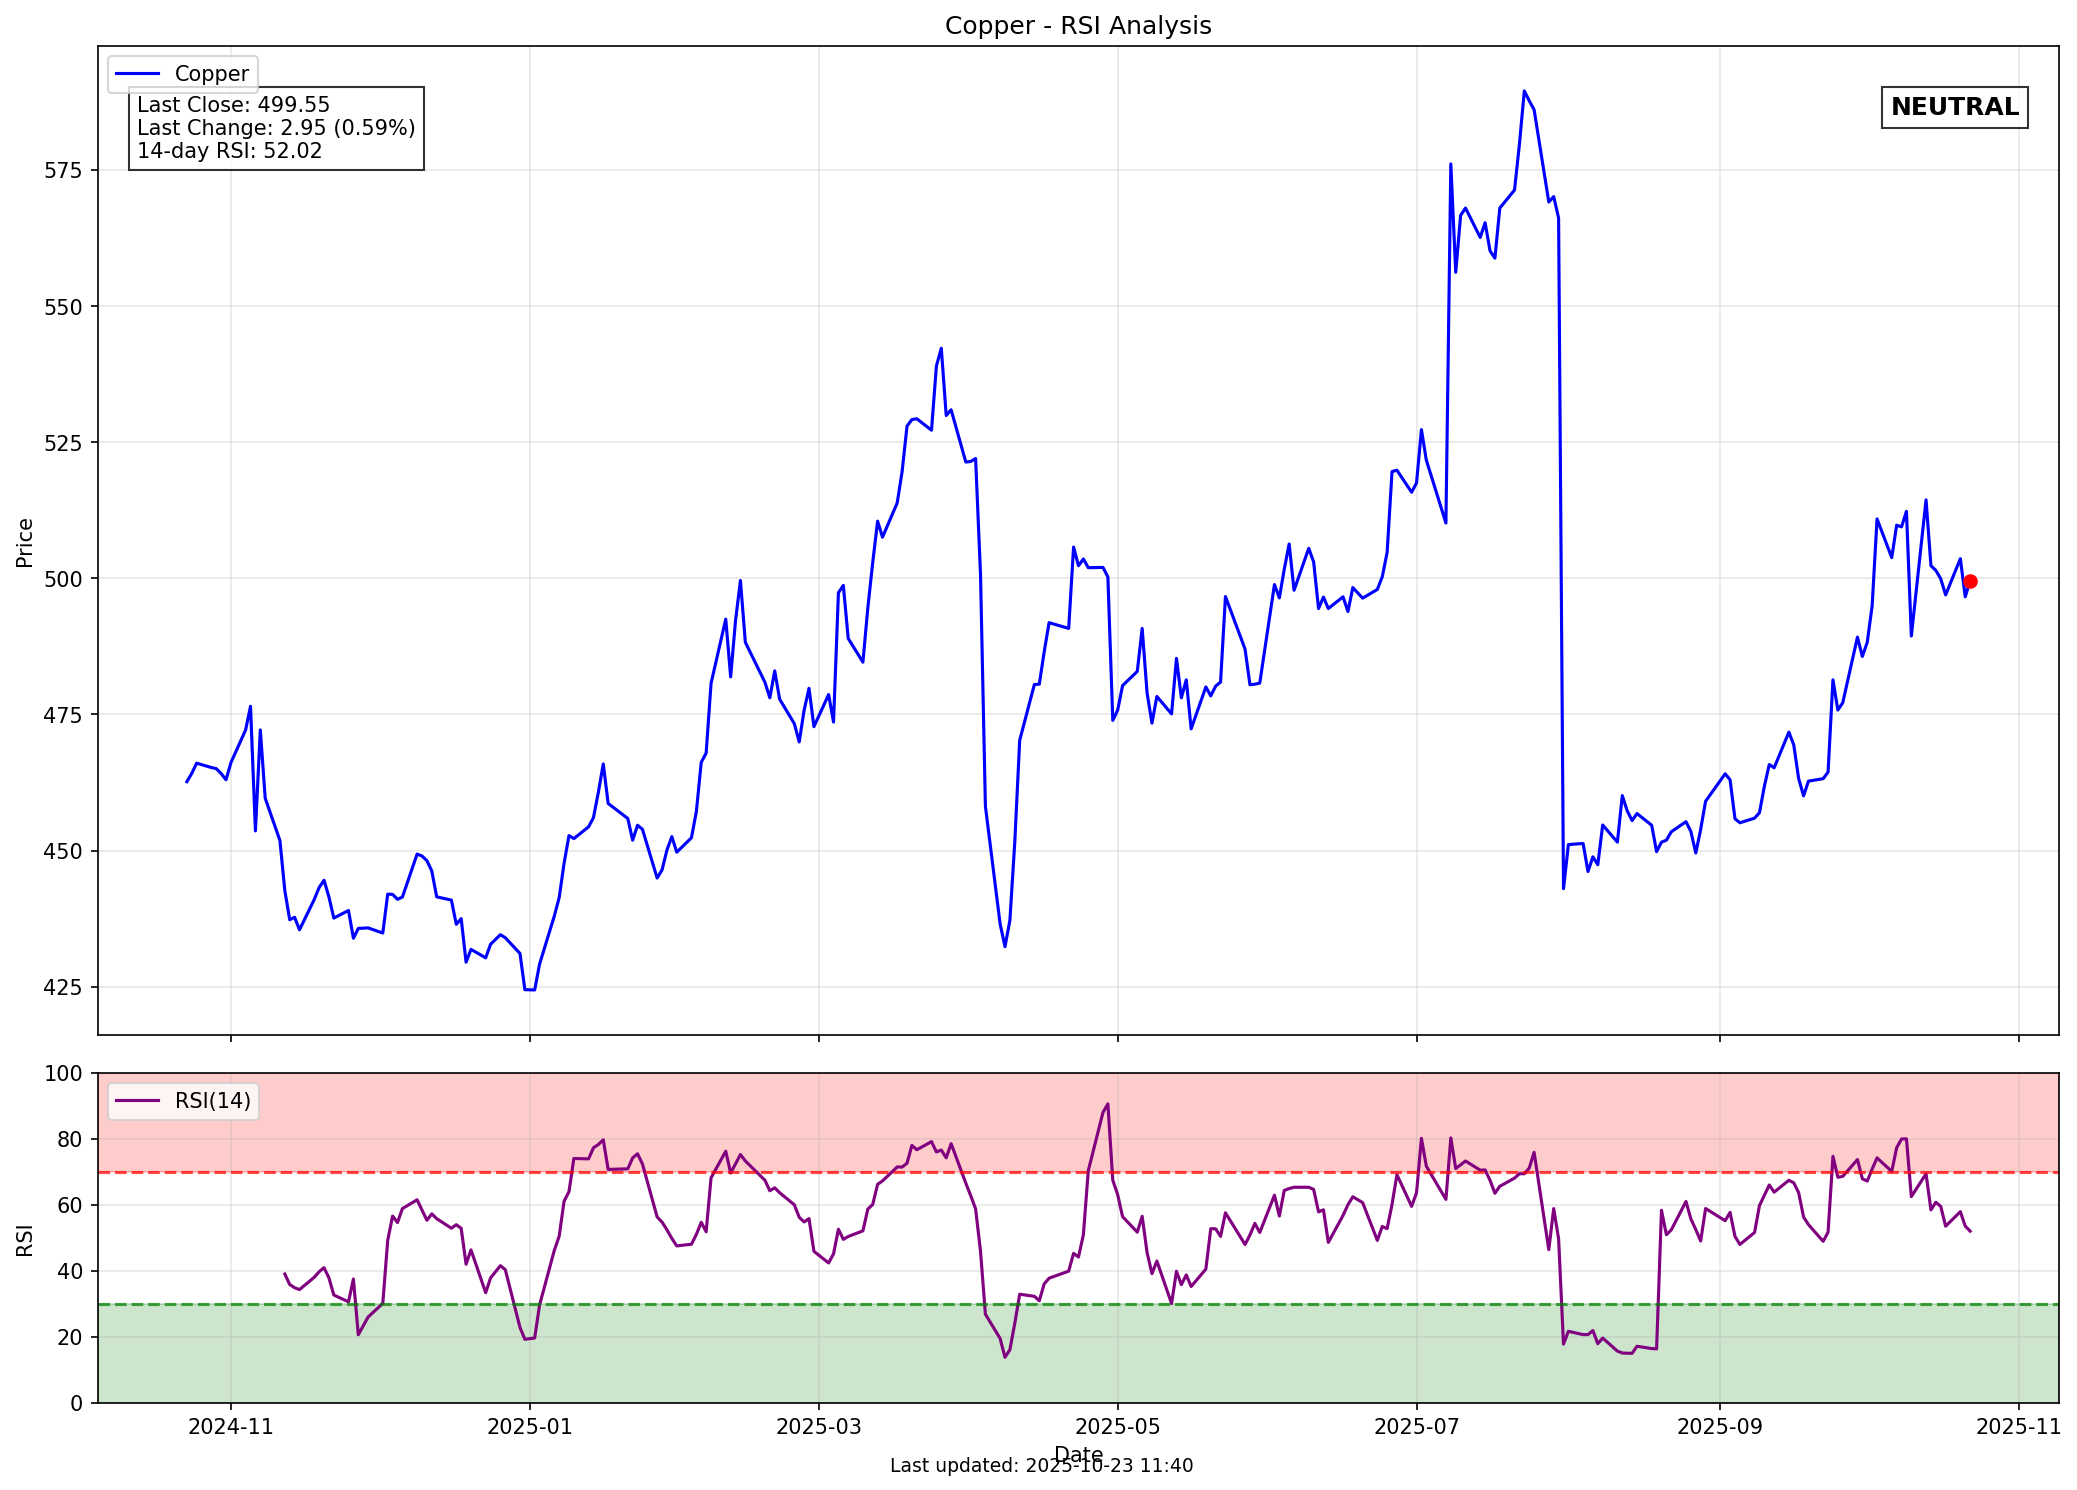 Copper - RSI Analysis
Copper
Last Close: 499.55
Last Change: 2.95 (0.59%)
14-day RSI: 52.02
NEUTRAL
Price
575
550
525
500
475
450
425
RSI(14)
RSI
100
80
60
40
20
0
2024-11
2025-01
2025-03
2025-05
2025-07
2025-09
2025-11
Date
Last updated: 2025-10-23 11:40